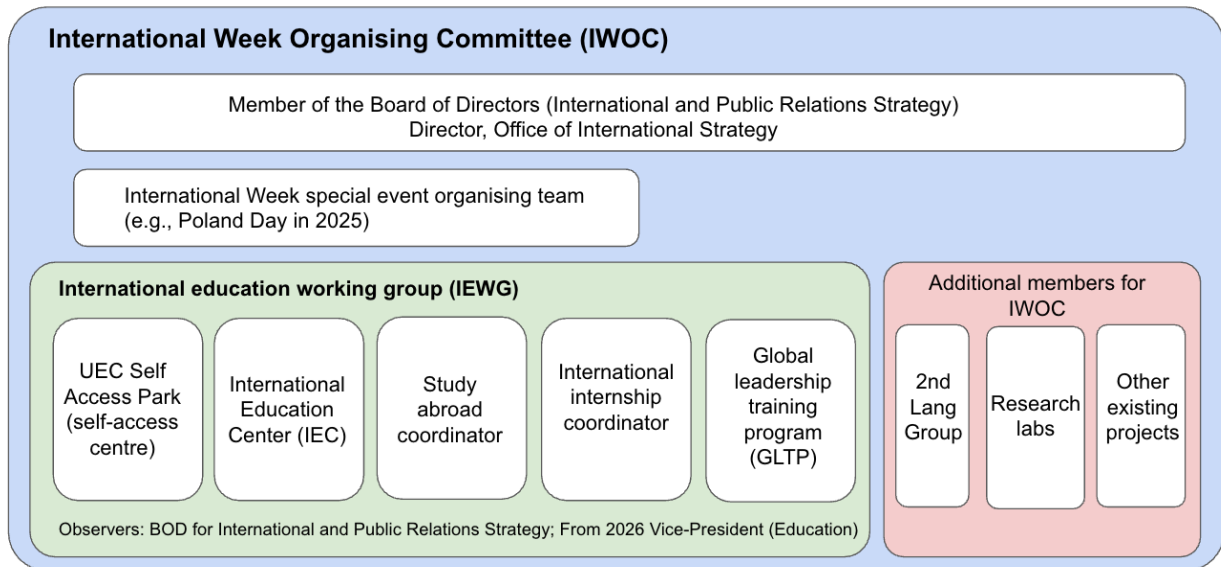 International Week Organising Committee (IWOC)
Member of the Board of Directors (International and Public Relations Strategy)
Director, Office of International Strategy
International Week special event organising team
(e.g., Poland Day in 2025)
International education working group (IEWG)
UEC Self
Access Park
(self-access
centre)
International
Education
Center (IEC)
Study
abroad
coordinator
International
internship
coordinator
Global
leadership
training
program
(GLTP)
Observers: BOD for International and Public Relations Strategy; From 2026 Vice-President (Education)
Additional members for
IWOC
2nd
Lang
Group
Research
labs
Other
existing
projects